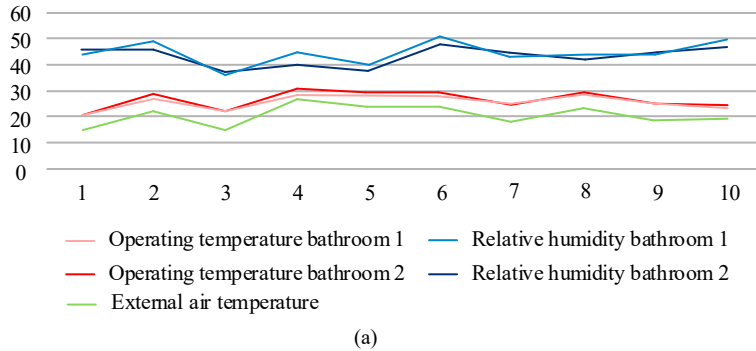 60
50
40
30
20
10
0
1 2 3 4 5 6 7 8 9 10
Operating temperature bathroom 1 Relative humidity bathroom 1
Operating temperature bathroom 2 Relative humidity bathroom 2
External air temperature
(a)